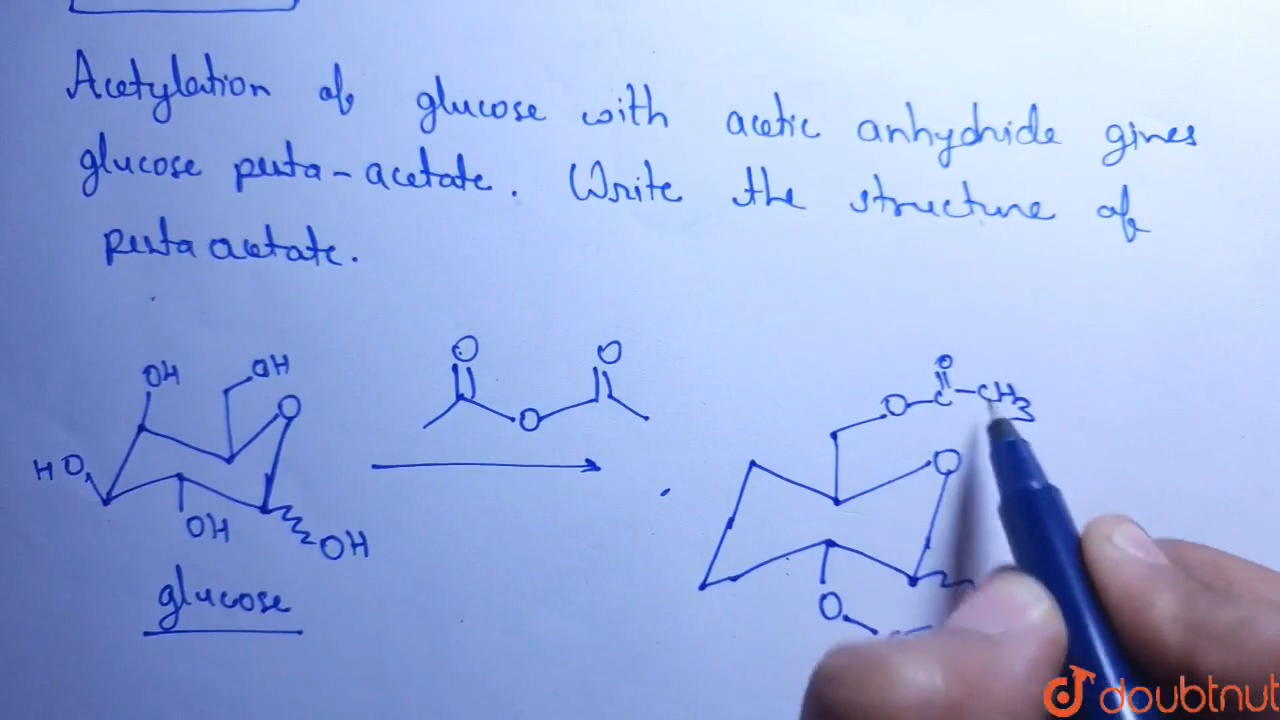 Acetylation of glucose with acetic anhydride gives
glucose penta-acetate. Write the structure of
penta acetate.
O O
OH OH O
O
HO
OH OH
glucose
O
O C CH3
O
O
doubtnut